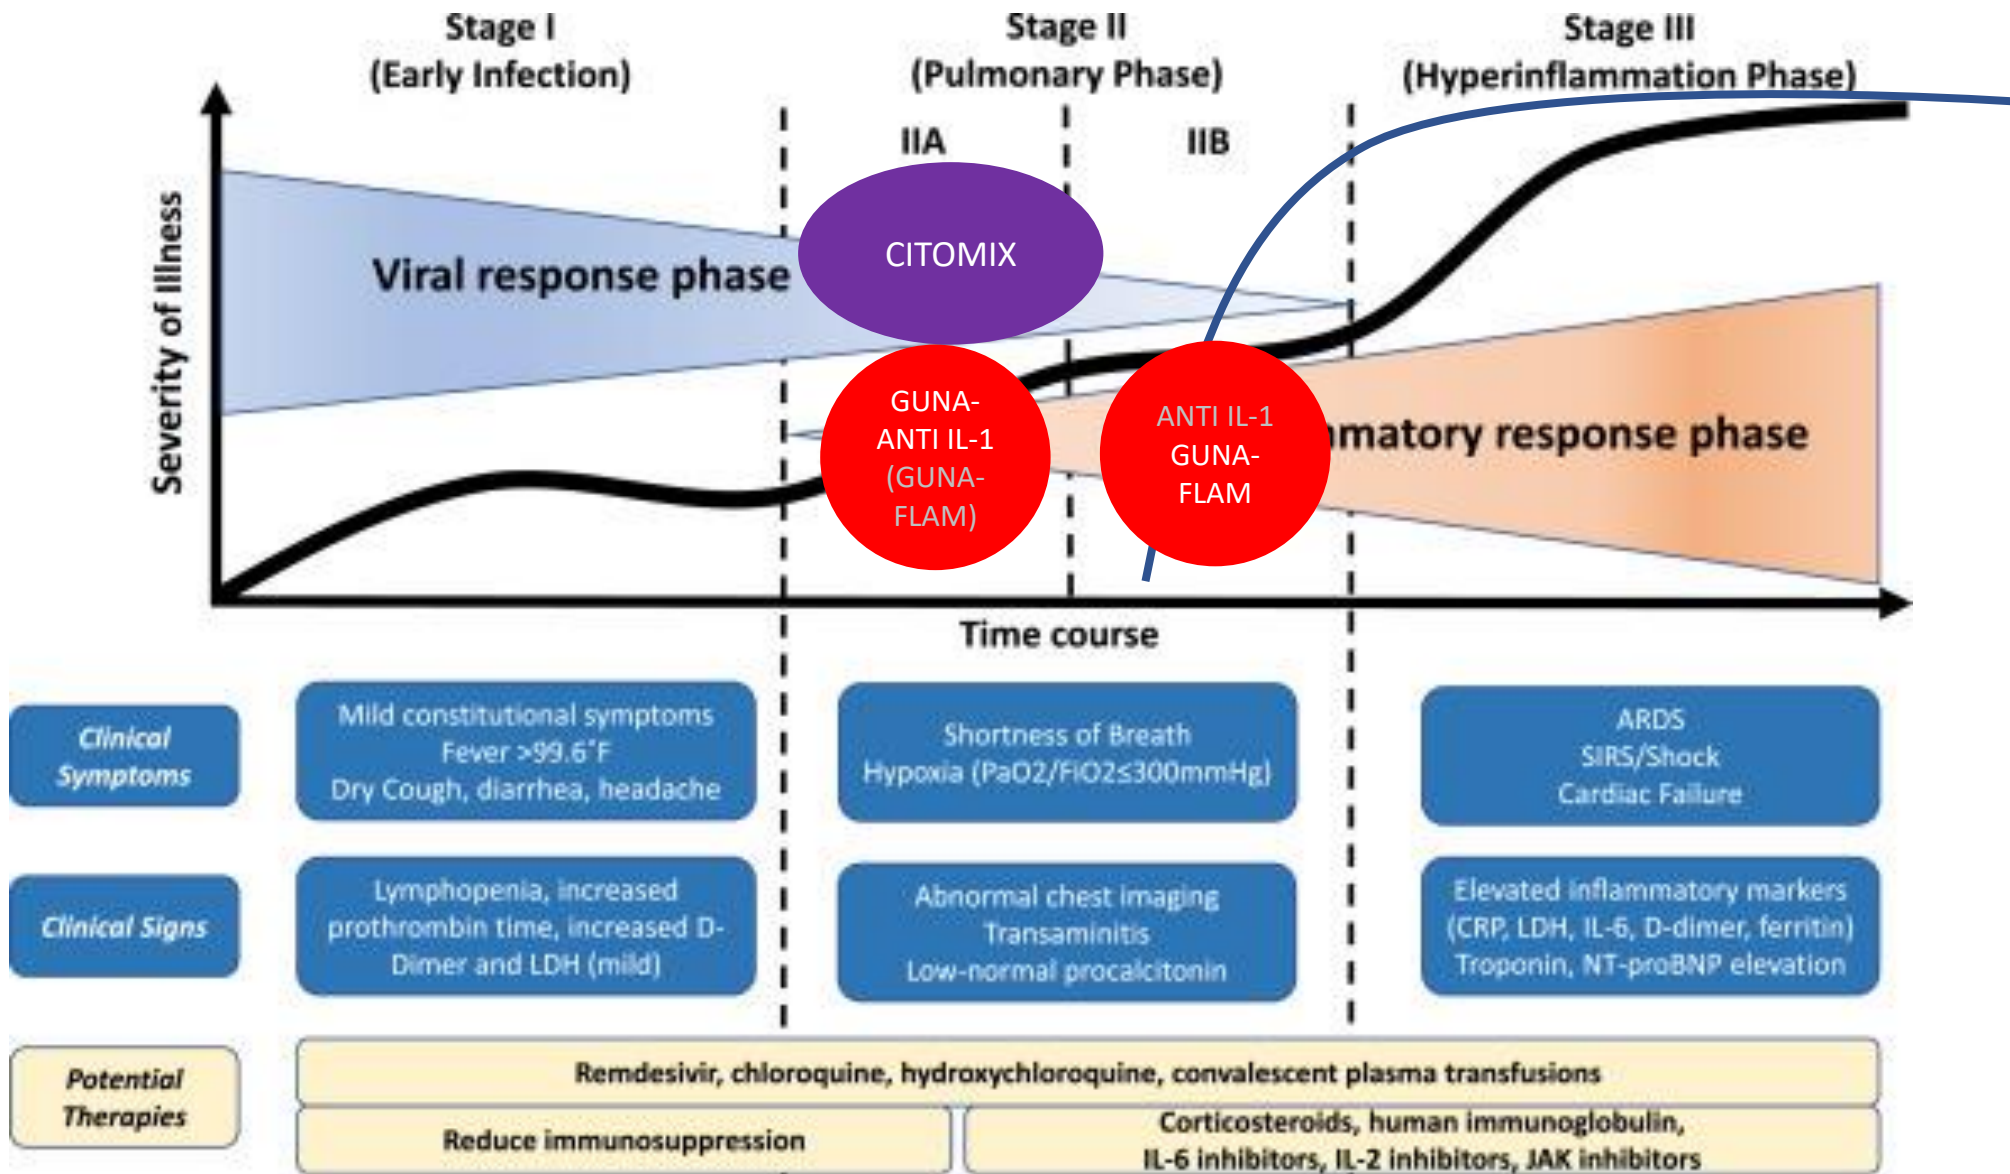 Stage I
(Early Infection)
Stage II
(Pulmonary Phase)
Stage III
(Hyperinflammation Phase)
IIA
IIB
Severity of Illness
Viral response phase
CITOMIX
GUNA-
ANTI IL-1
(GUNA-
FLAM)
ANTI IL-1
GUNA-
FLAM
mmatory response phase
Time course
Clinical
Symptoms
Mild constitutional symptoms
Fever >99.6°F
Dry Cough, diarrhea, headache
Shortness of Breath
Hypoxia (PaO2/FiO2≤300mmHg)
ARDS
SIRS/Shock
Cardiac Failure
Clinical Signs
Lymphopenia, increased
prothrombin time, increased D-
Dimer and LDH (mild)
Abnormal chest imaging
Transaminitis
Low-normal procalcitonin
Elevated inflammatory markers
(CRP, LDH, IL-6, D-dimer, ferritin)
Troponin, NT-proBNP elevation
Potential
Therapies
Remdesivir, chloroquine, hydroxychloroquine, convalescent plasma transfusions
Reduce immunosuppression
Corticosteroids, human immunoglobulin,
IL-6 inhibitors, IL-2 inhibitors, JAK inhibitors